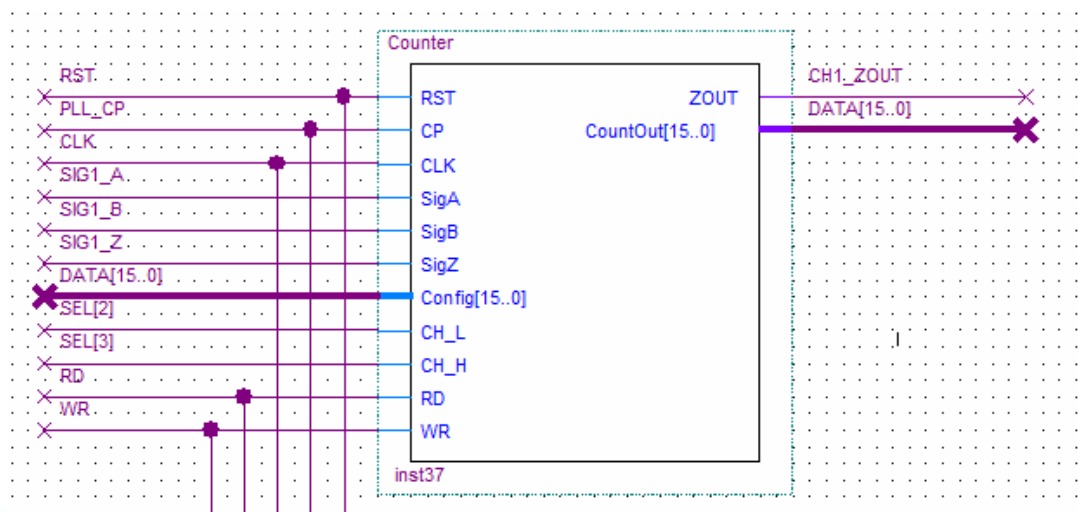 Counter
RST
PLL_CP
CLK
SIG1_A
SIG1_B
SIG1_Z
DATA[15..0]
SEL[2]
SEL[3]
RD
WR
RST
CP
CLK
SigA
SigB
SigZ
Config[15..0]
CH_L
CH_H
RD
WR
ZOUT
CountOut[15..0]
CH1_ZOUT
DATA[15..0]
inst37